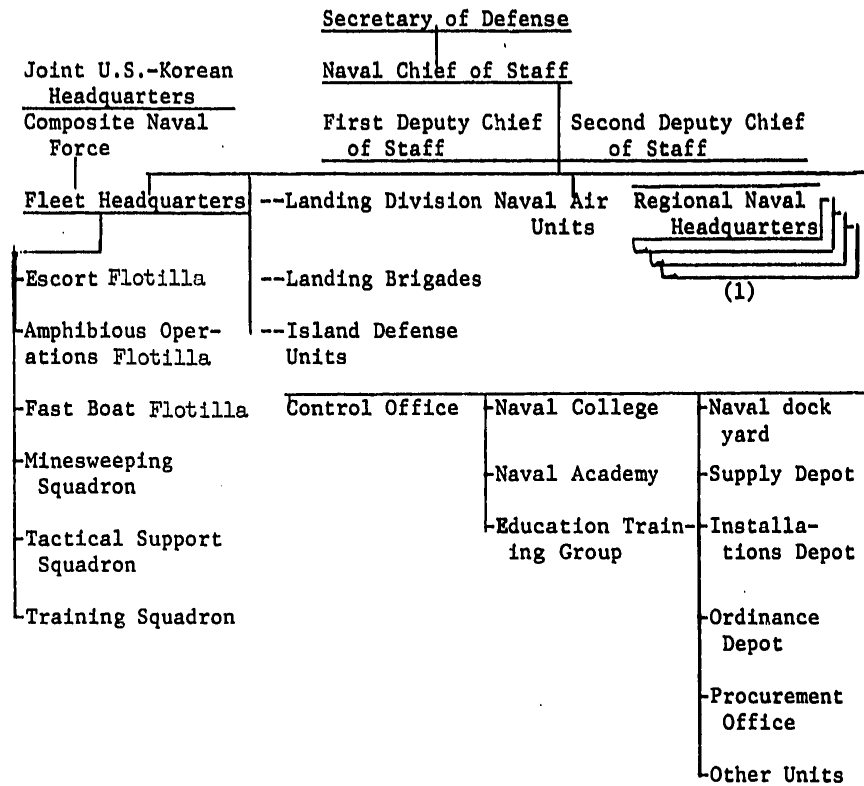 Secretary of Defense
Joint U.S.-Korean
Headquarters
Naval Chief of Staff
Composite Naval
Force
First Deputy Chief
of Staff
Second Deputy Chief
of Staff
Fleet Headquarters
--Landing Division
Naval Air
Units
Regional Naval
Headquarters
(1)
Escort Flotilla
--Landing Brigades
Amphibious Oper-
ations Flotilla
--Island Defense
Units
Fast Boat Flotilla
Minesweeping
Squadron
Tactical Support
Squadron
Training Squadron
Control Office
Naval College
Naval Academy
Education Train-
ing Group
Naval dock
yard
Supply Depot
Installa-
tions Depot
Ordinance
Depot
Procurement
Office
Other Units